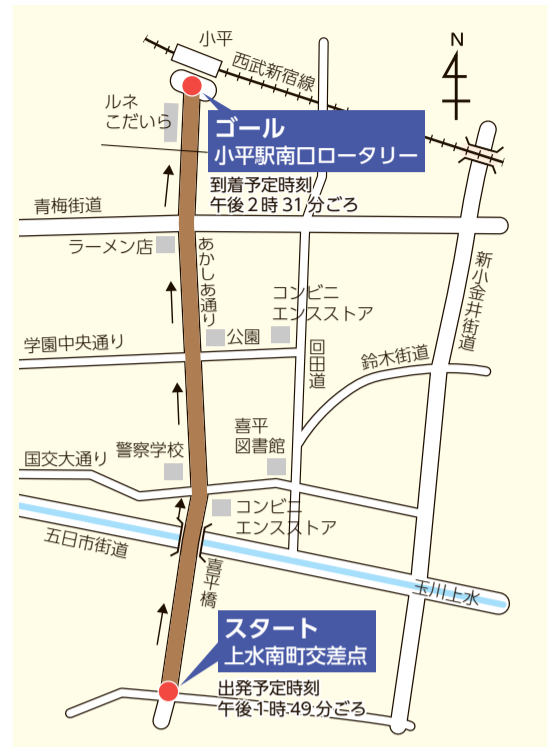 小平
西武新宿線
N
ルネ
こだいら
ゴール
小平駅南口ロータリー
到着予定時刻
午後2時31分ごろ
青梅街道
ラーメン店
あかしあ通り
新小金井街道
コンビニ
エンスストア
公園
学園中央通り
回田道
鈴木街道
喜平
図書館
警察学校
国交大通り
コンビニ
エンスストア
五日市街道
喜平橋
玉川上水
スタート
上水南町交差点
出発予定時刻
午後1時49分ごろ